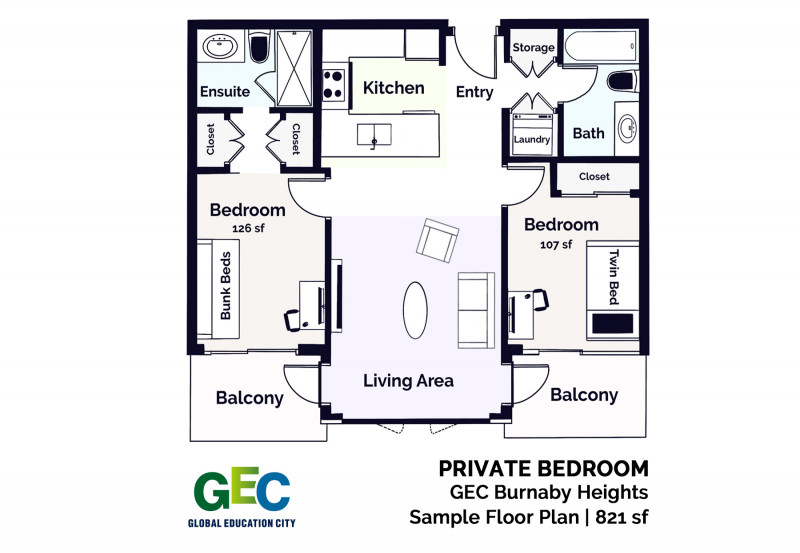 Ensuite
Kitchen
Entry
Storage
Laundry
Bath
Closet
Closet
Closet
Bedroom
126 sf
Bedroom
107 sf
Bunk Beds
Twin Bed
Living Area
Balcony
Balcony
GEC
GLOBAL EDUCATION CITY
PRIVATE BEDROOM
GEC Burnaby Heights
Sample Floor Plan | 821 sf